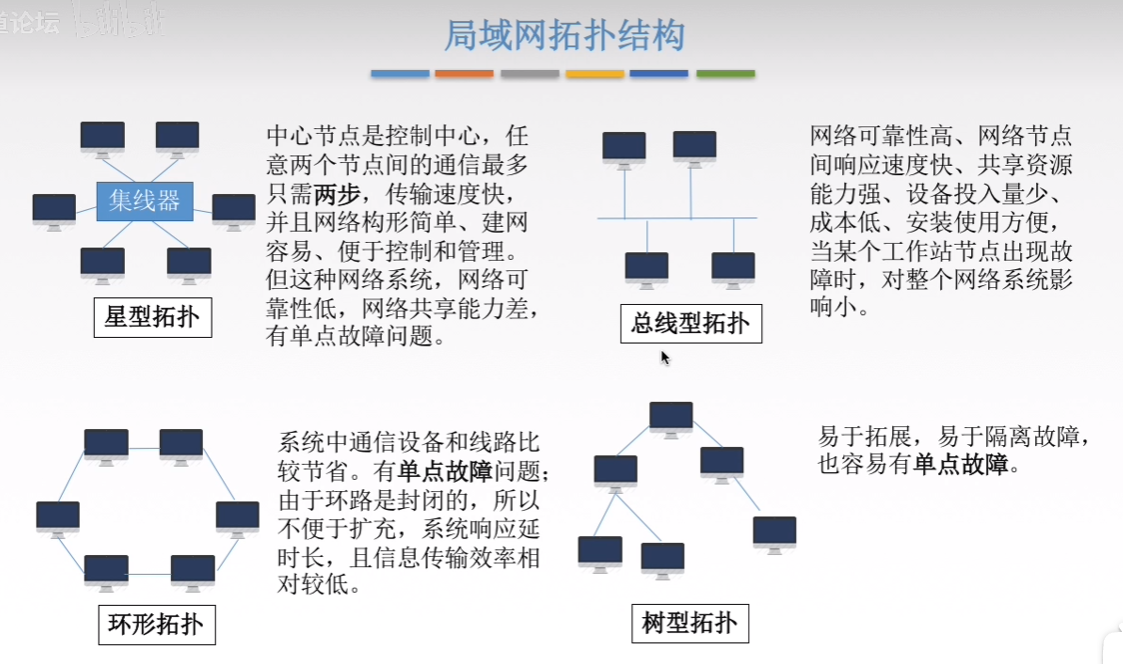 道论坛
局域网拓扑结构
中心节点是控制中心，任
意两个节点间的通信最多
只需两步，传输速度快，
并且网络构形简单、建网
容易、便于控制和管理。
但这种网络系统，网络可
靠性低，网络共享能力差，
有单点故障问题。
集线器
星型拓扑
网络可靠性高、网络节点
间响应速度快、共享资源
能力强、设备投入量少、
成本低、安装使用方便，
当某个工作站节点出现故
障时，对整个网络系统影
响小。
总线型拓扑
系统中通信设备和线路比
较节省。有单点故障问题；
由于环路是封闭的，所以
不便于扩充，系统响应延
时长，且信息传输效率相
对较低。
环形拓扑
易于拓展，易于隔离故障，
也容易有单点故障。
树型拓扑